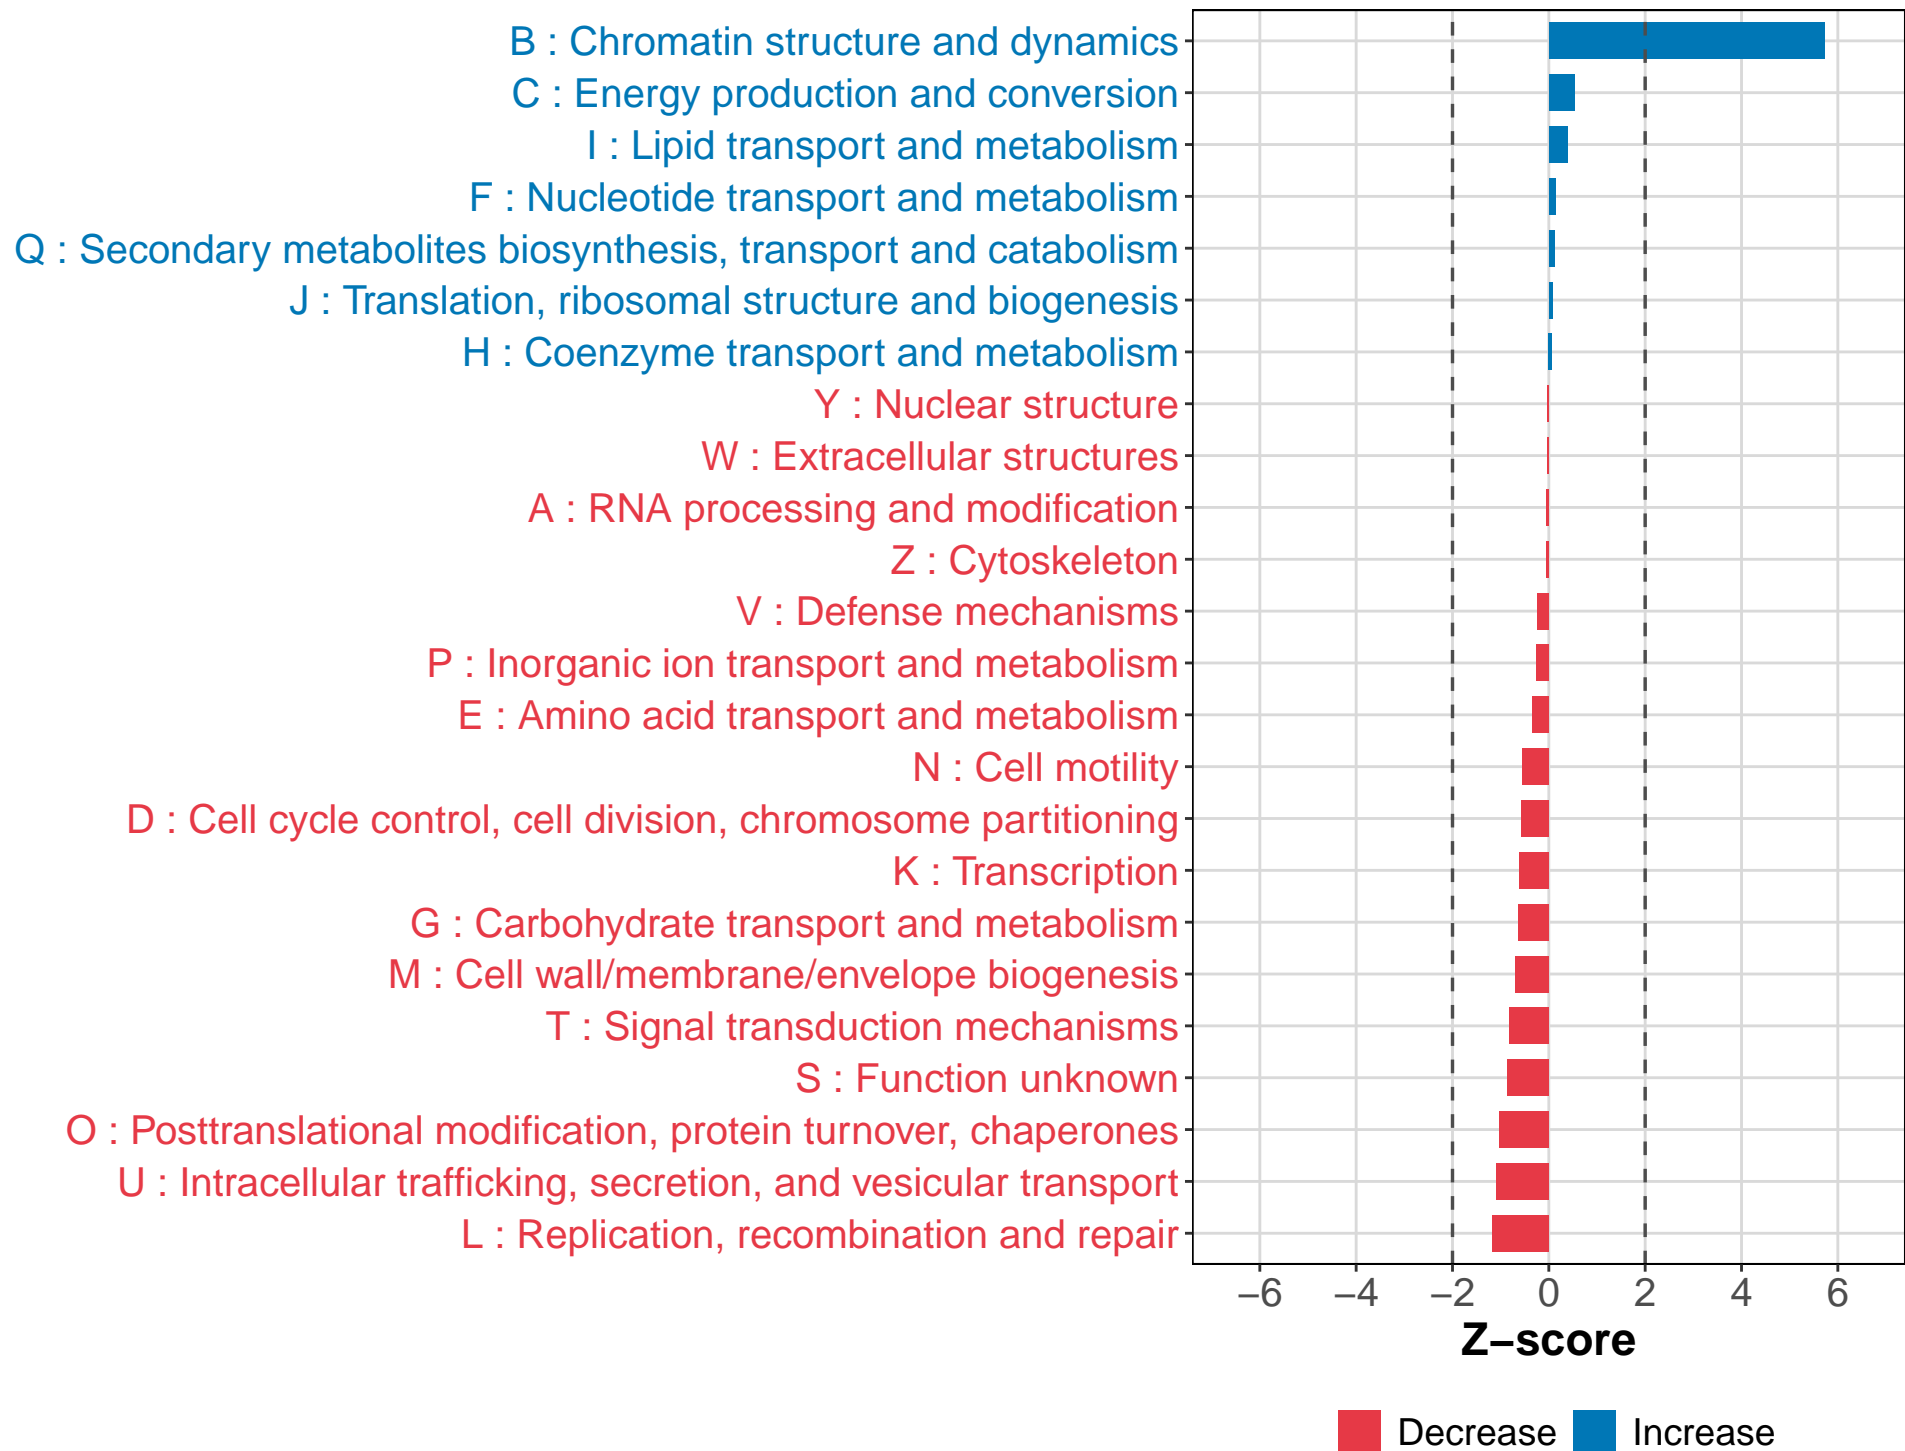 B : Chromatin structure and dynamics
C : Energy production and conversion
I : Lipid transport and metabolism
F : Nucleotide transport and metabolism
Q : Secondary metabolites biosynthesis, transport and catabolism
J : Translation, ribosomal structure and biogenesis
H : Coenzyme transport and metabolism
Y : Nuclear structure
W : Extracellular structures
A : RNA processing and modification
Z : Cytoskeleton
V : Defense mechanisms
P : Inorganic ion transport and metabolism
E : Amino acid transport and metabolism
N : Cell motility
D : Cell cycle control, cell division, chromosome partitioning
K : Transcription
G : Carbohydrate transport and metabolism
M : Cell wall/membrane/envelope biogenesis
T : Signal transduction mechanisms
S : Function unknown
O : Posttranslational modification, protein turnover, chaperones
U : Intracellular trafficking, secretion, and vesicular transport
L : Replication, recombination and repair
−6 −4 −2 0 2 4 6
Z−score
Decrease Increase